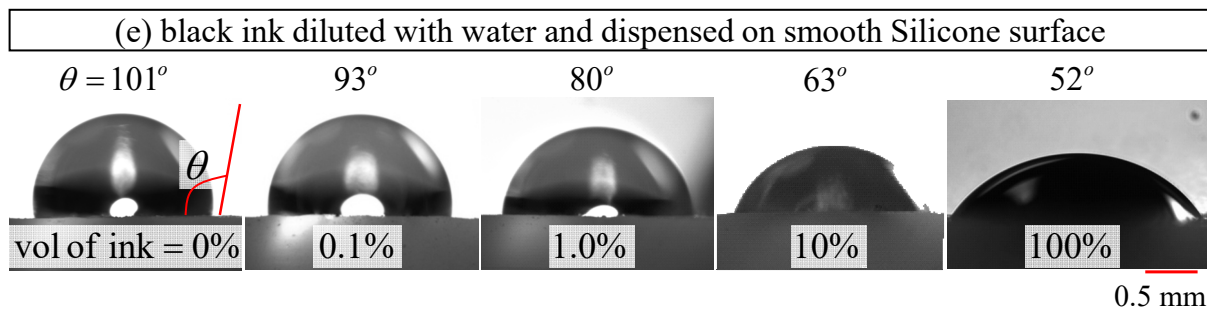 (e) black ink diluted with water and dispensed on smooth Silicone surface
θ = 101° 93° 80° 63° 52°
θ
vol of ink = 0% 0.1% 1.0% 10% 100%
0.5 mm